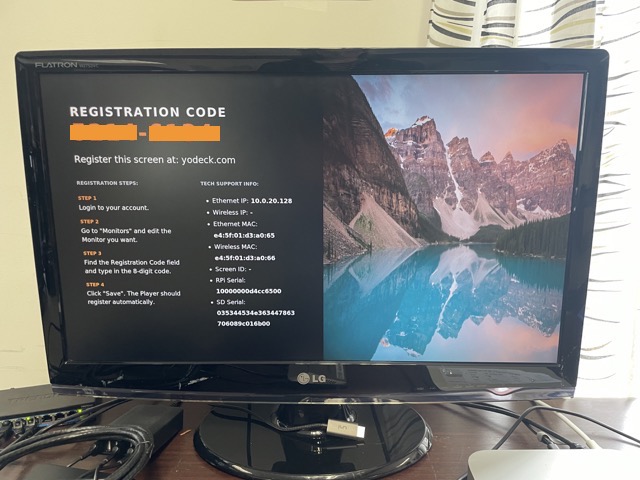 FLATRON
REGISTRATION CODE
Register this screen at: yodeck.com
REGISTRATION STEPS:
STEP 1
Login to your account.
STEP 2
Go to "Monitors" and edit the
Monitor you want.
STEP 3
Find the Registration Code field
and type in the 8-digit code.
STEP 4
Click "Save". The Player should
register automatically.
TECH SUPPORT INFO:
• Ethernet IP: 10.0.20.128
• Wireless IP: -
• Ethernet MAC:
e4:5f:01:d3:a0:65
• Wireless MAC:
e4:5f:01:d3:a0:66
• Screen ID: -
• RPi Serial:
10000000d4cc6500
• SD Serial:
035344534e363447863
706089c016b00
LG